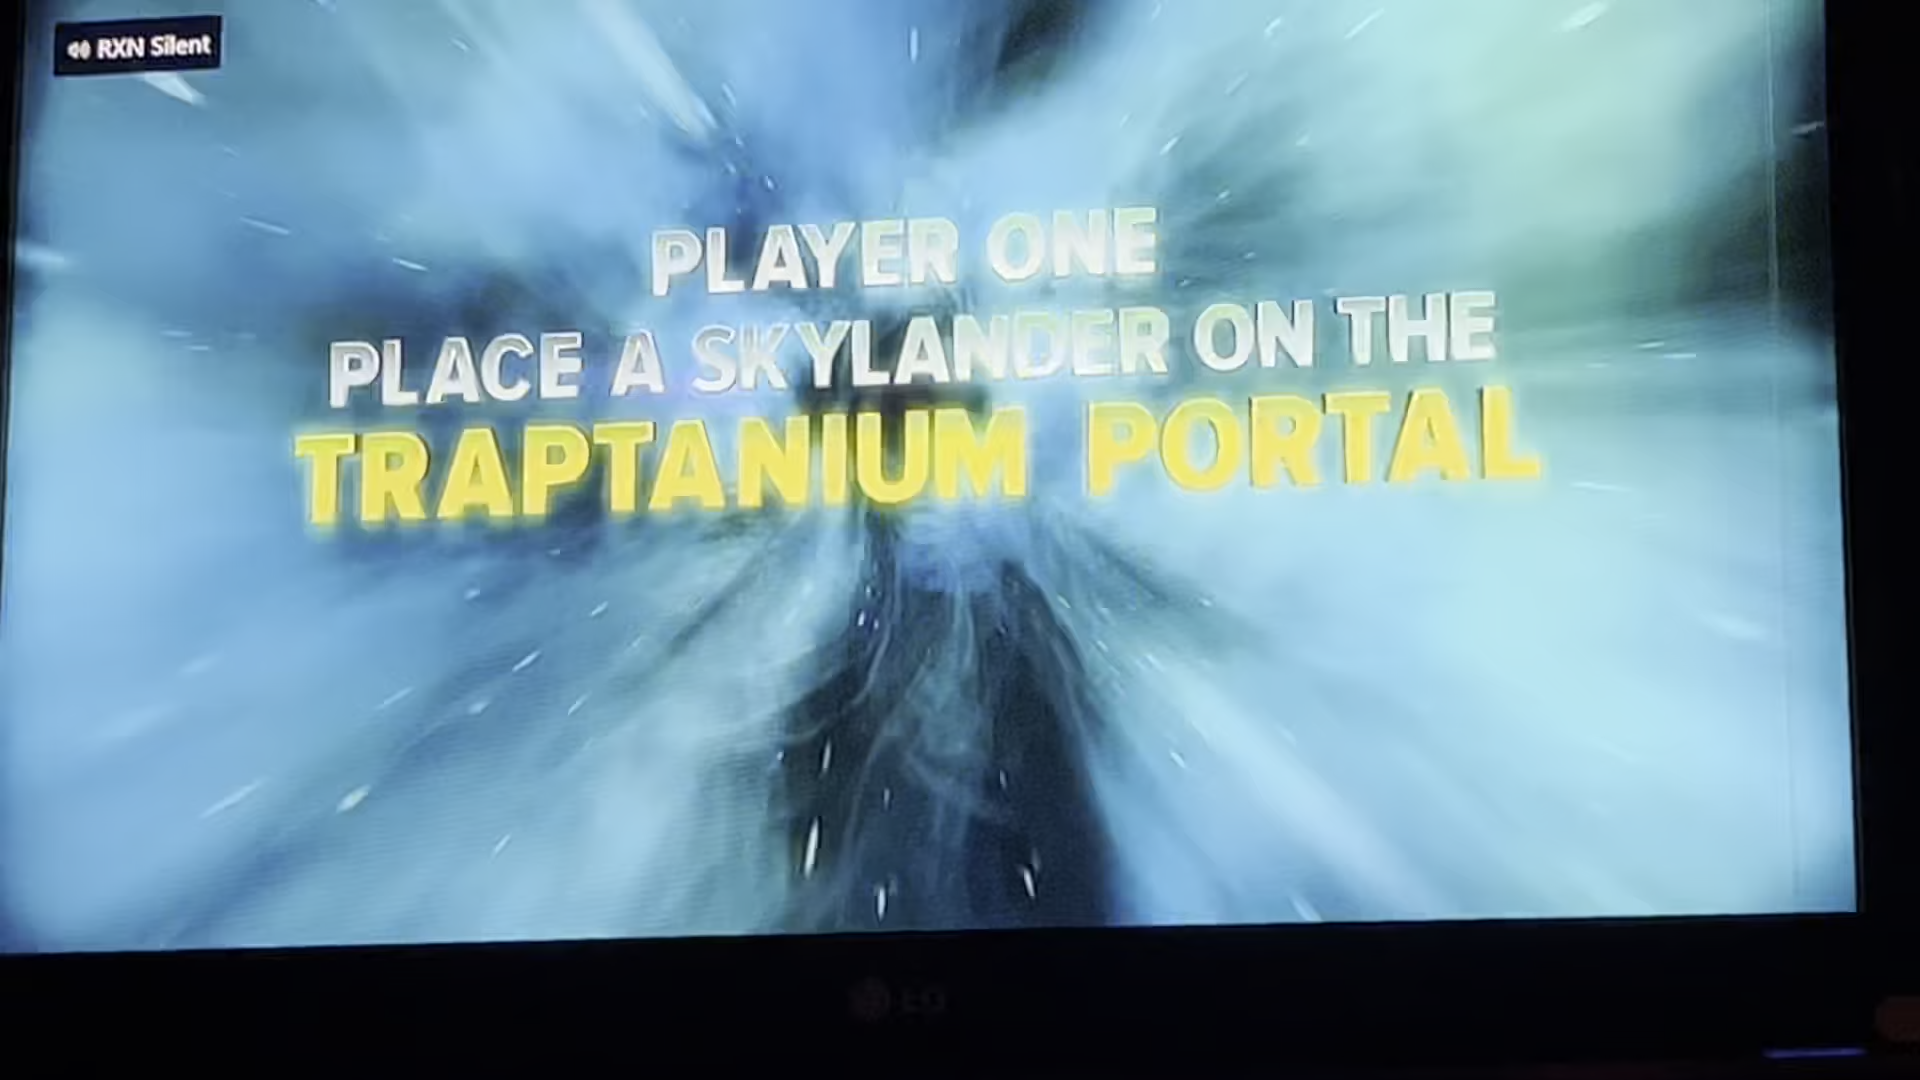 RXN Silent
PLAYER ONE
PLACE A SKYLANDER ON THE
TRAPTANIUM PORTAL